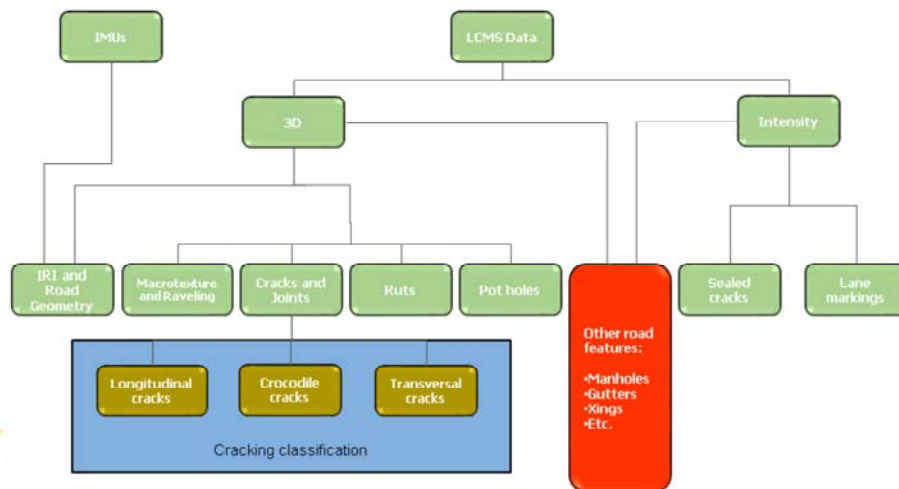 IMUs
LCMS Data
3D
Intensity
IRI and
Road
Geometry
Macrotexture
and Raveling
Cracks and
Joints
Ruts
Pot holes
Other road
features:
•Manholes
•Gutters
•Xings
•Etc.
Sealed
cracks
Lane
markings
Longitudinal
cracks
Crocodile
cracks
Transversal
cracks
Cracking classification